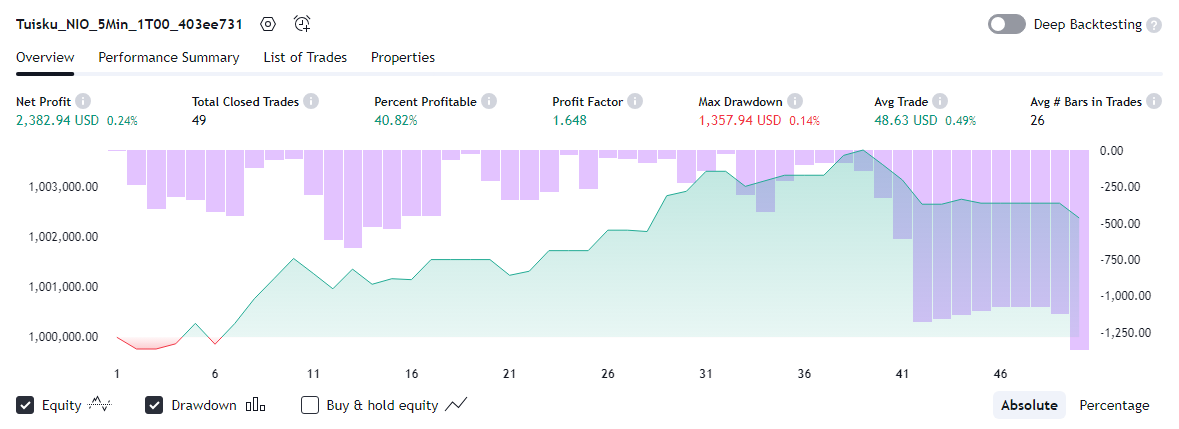 Tuisku_NIO_5Min_1T00_403ee731
Deep Backtesting ?
Overview Performance Summary List of Trades Properties
Net Profit i Total Closed Trades i Percent Profitable i Profit Factor i Max Drawdown i Avg Trade i Avg # Bars in Trades i
2,382.94 USD 0.24% 49 40.82% 1.648 1,357.94 USD 0.14% 48.63 USD 0.49% 26
0.00
1,003,000.00 -250.00
-500.00
1,002,000.00
-750.00
1,001,000.00
-1,000.00
1,000,000.00 -1,250.00
1 6 11 16 21 26 31 36 41 46
Equity Drawdown Buy & hold equity Absolute Percentage